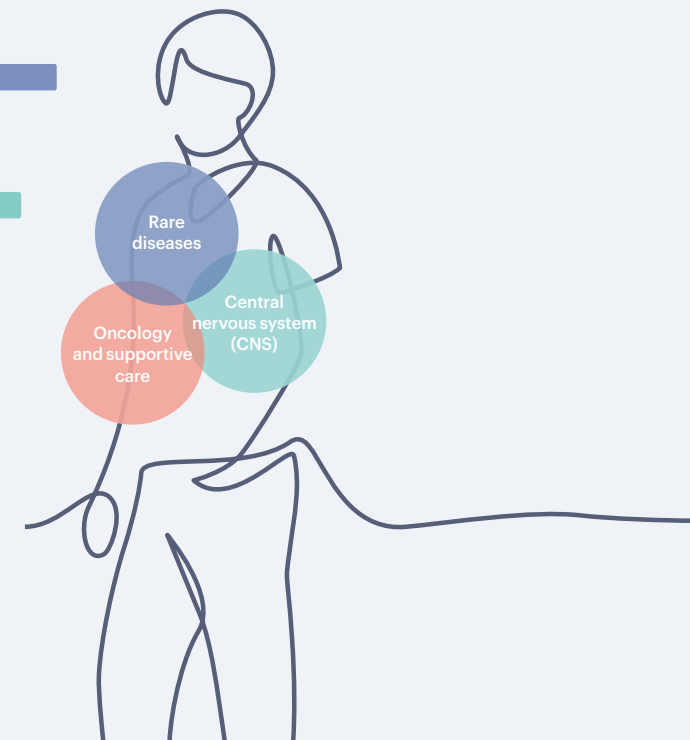 Rare
diseases
Central
nervous system
(CNS)
Oncology
and supportive
care